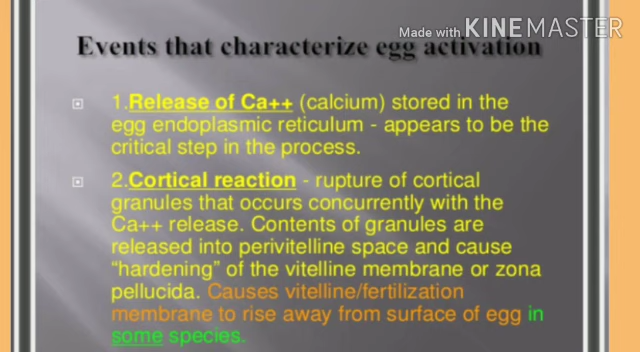 Made with KINEMASTER
Events that characterize egg activation
1.Release of Ca++ (calcium) stored in the
egg endoplasmic reticulum - appears to be the
critical step in the process.
2.Cortical reaction - rupture of cortical
granules that occurs concurrently with the
Ca++ release. Contents of granules are
released into perivitelline space and cause
“hardening” of the vitelline membrane or zona
pellucida. Causes vitelline/fertilization
membrane to rise away from surface of egg in
some species.